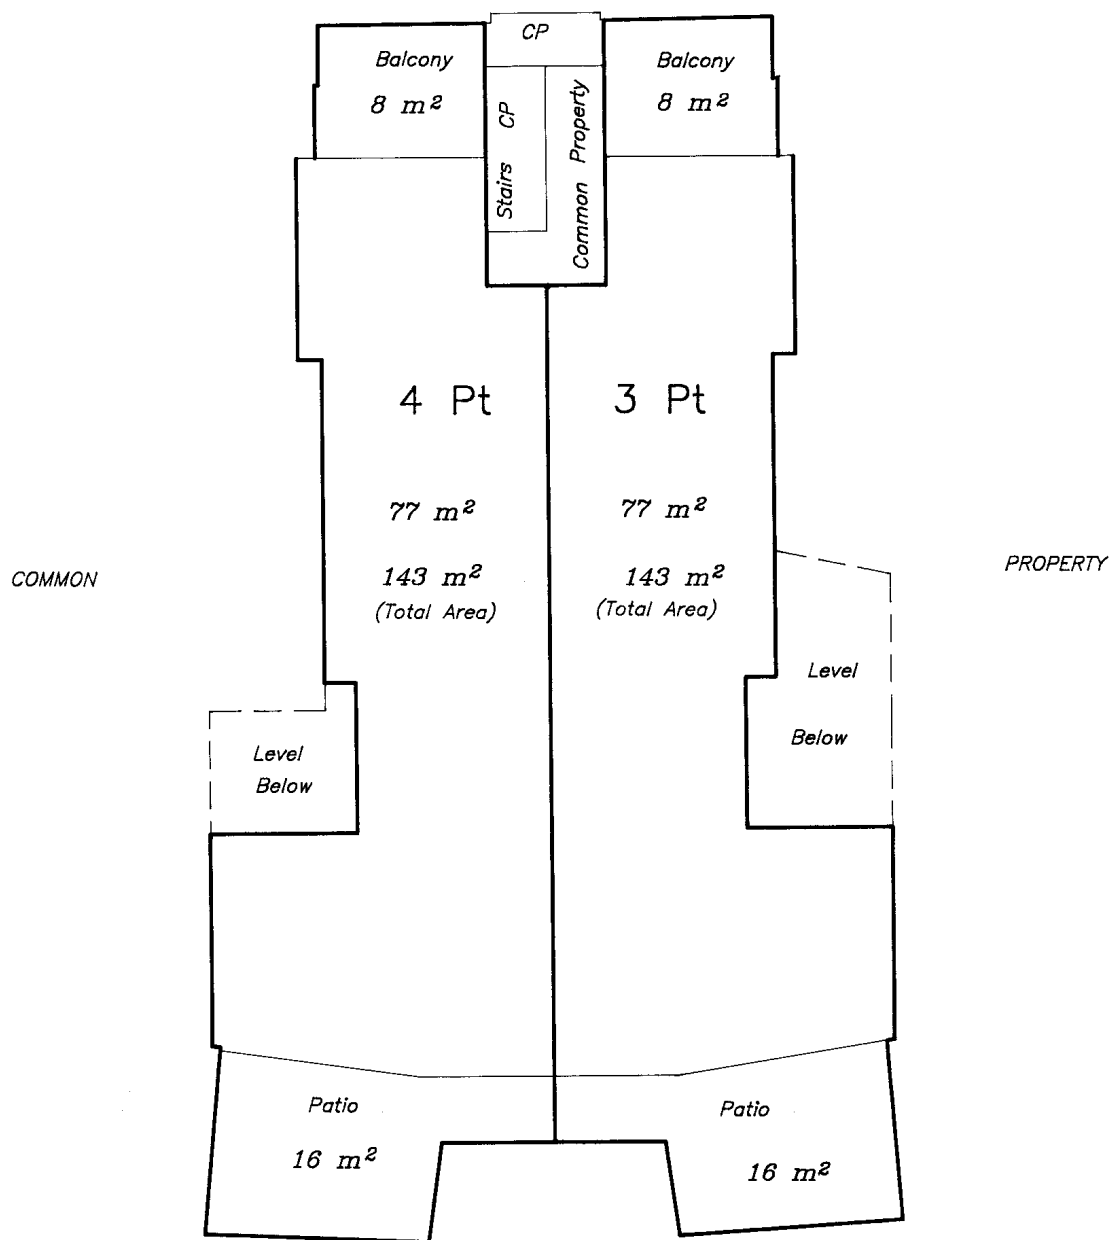 CP
Balcony
8 m²
Balcony
8 m²
Stairs CP
Common Property
4 Pt
3 Pt
77 m²
77 m²
143 m²
(Total Area)
143 m²
(Total Area)
COMMON
PROPERTY
Level
Below
Level
Below
Patio
16 m²
Patio
16 m²